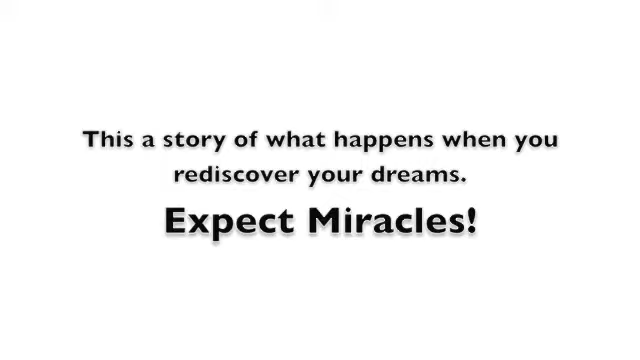 This a story of what happens when you
rediscover your dreams.
Expect Miracles!